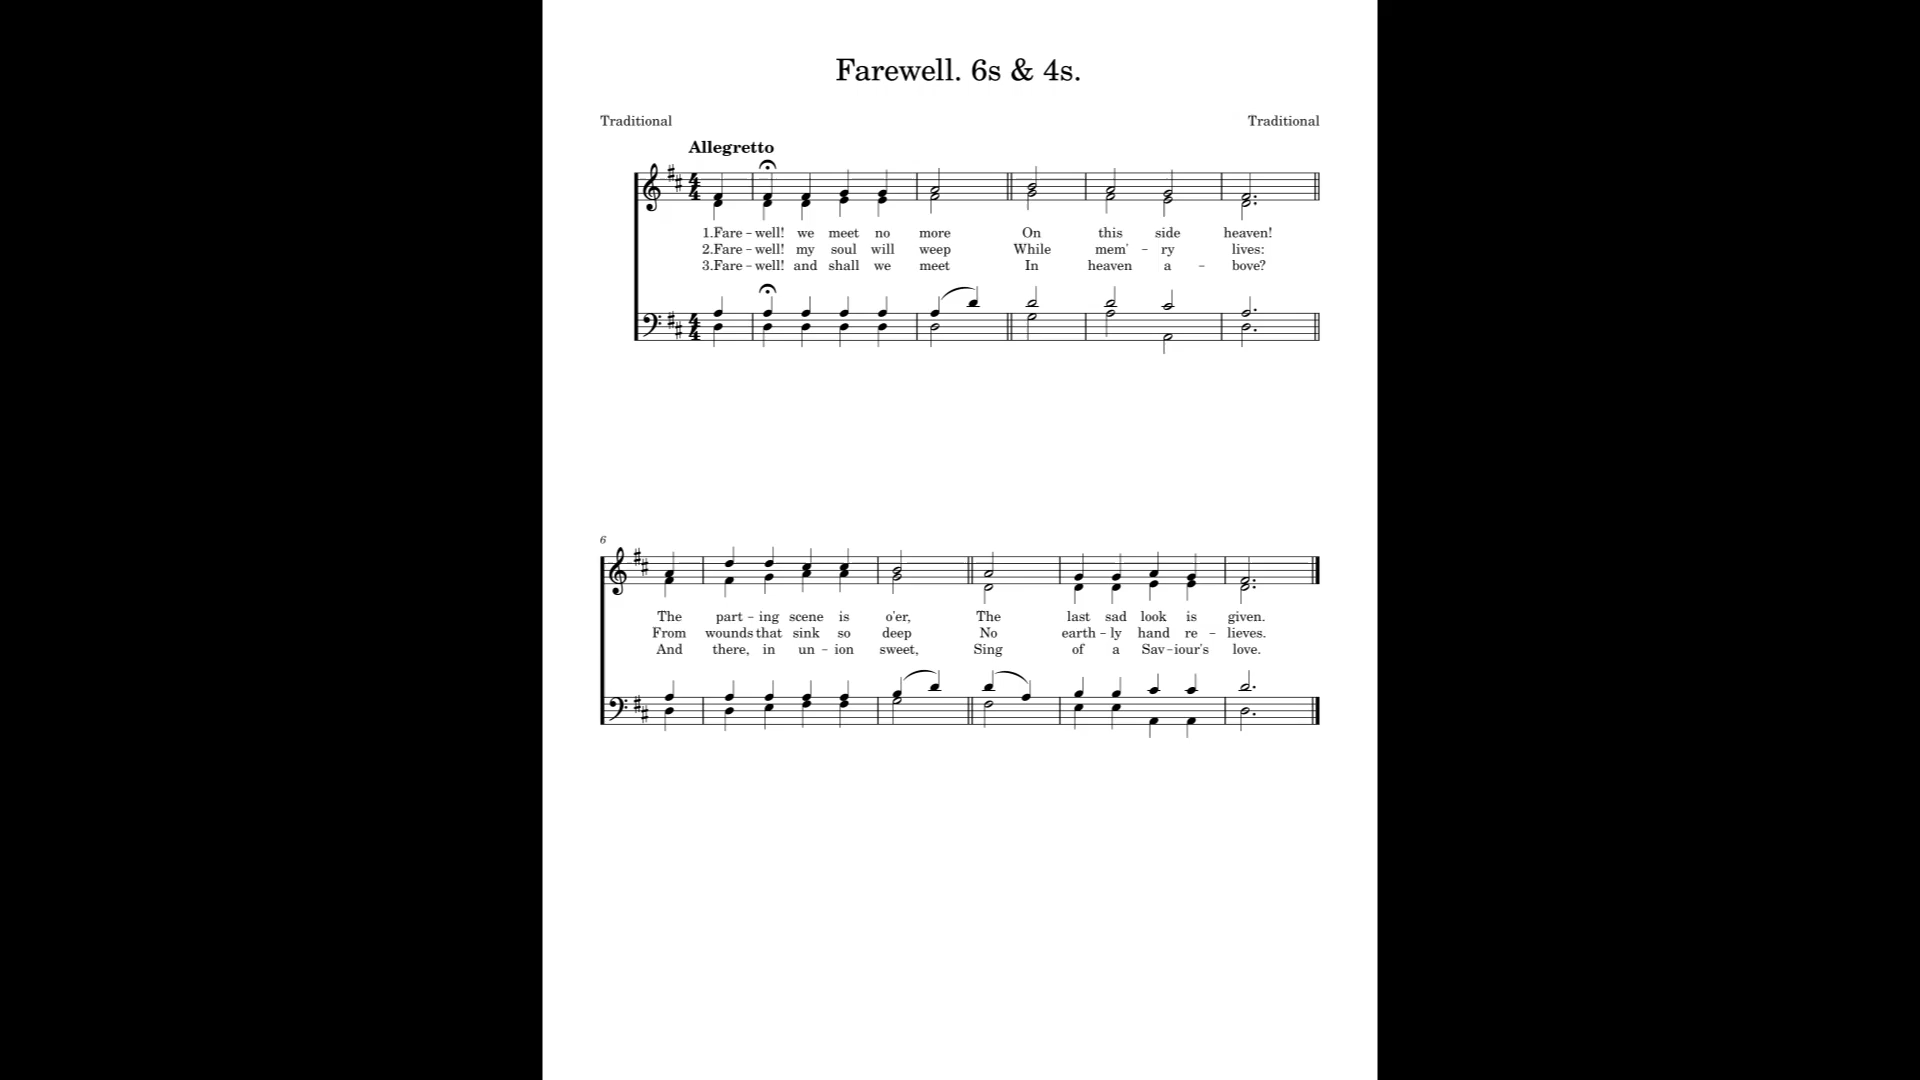 Farewell. 6s & 4s.
Traditional Traditional
Allegretto
1.Fare - well! we meet no more On this side heaven!
2.Fare - well! my soul will weep While mem' - ry lives:
3.Fare - well! and shall we meet In heaven a - bove?
6
The part - ing scene is o'er, The last sad look is given.
From wounds that sink so deep No earth - ly hand re - lieves.
And there, in un - ion sweet, Sing of a Sav - iour's love.